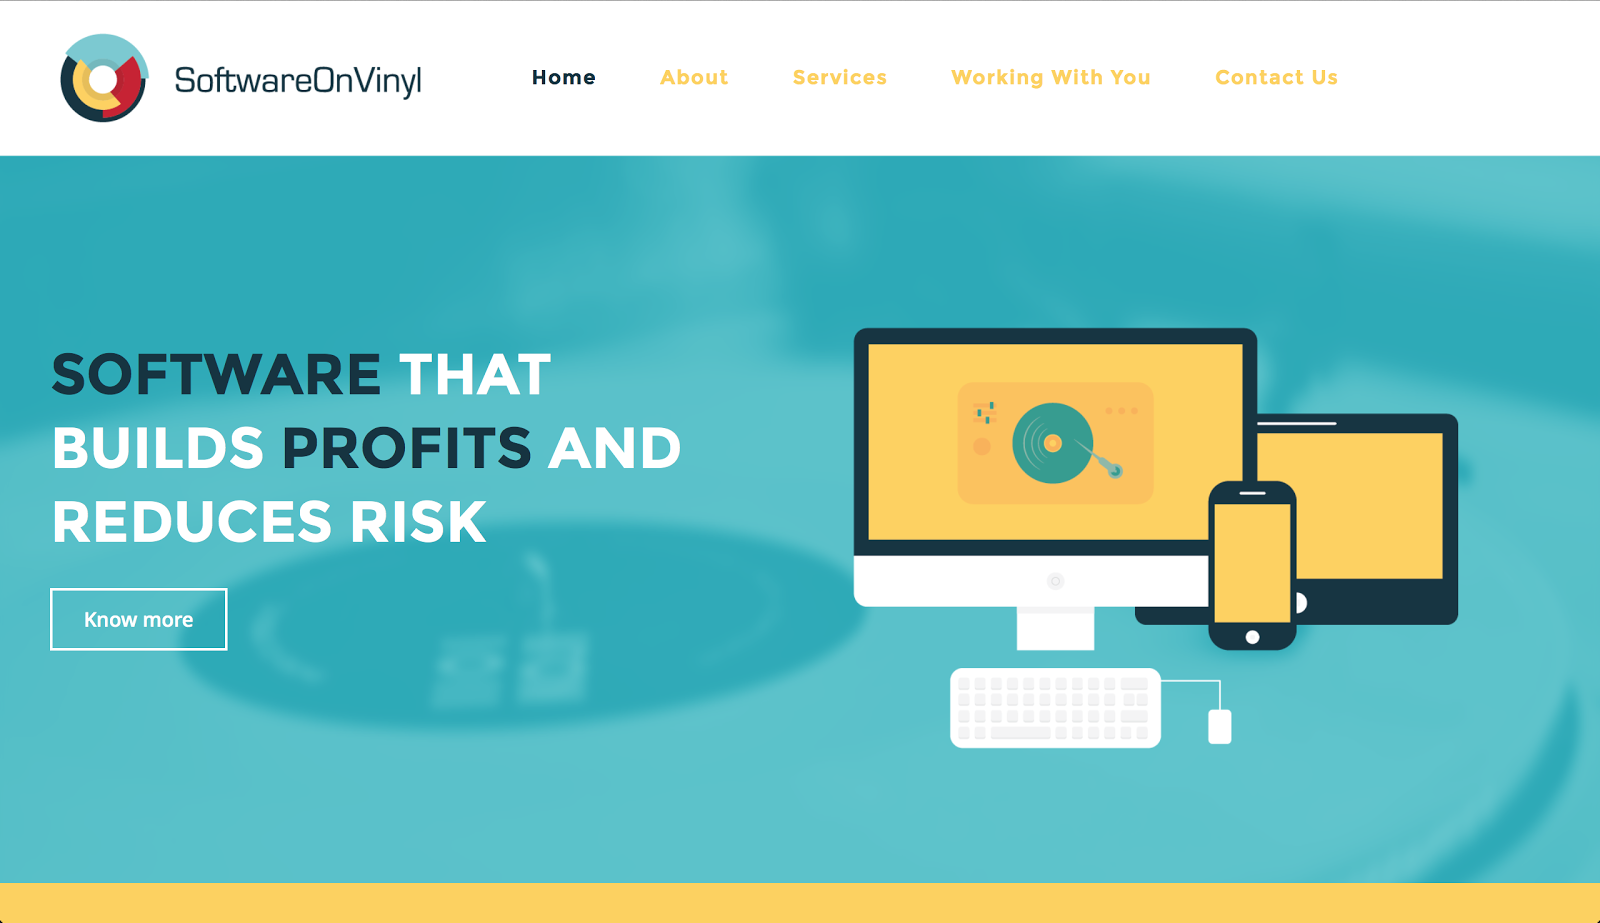 SoftwareOnVinyl
Home About Services Working With You Contact Us
SOFTWARE THAT
BUILDS PROFITS AND
REDUCES RISK
Know more